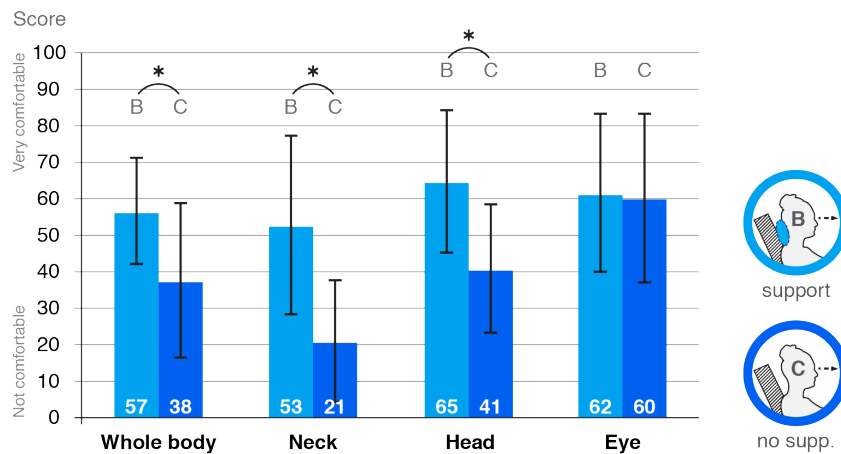 Score
Very comfortable
Not comfortable
100
90
80
70
60
50
40
30
20
10
0
*
B C
*
B C
*
B C
B C
57 38 53 21 65 41 62 60
Whole body Neck Head Eye
B
support
C
no supp.